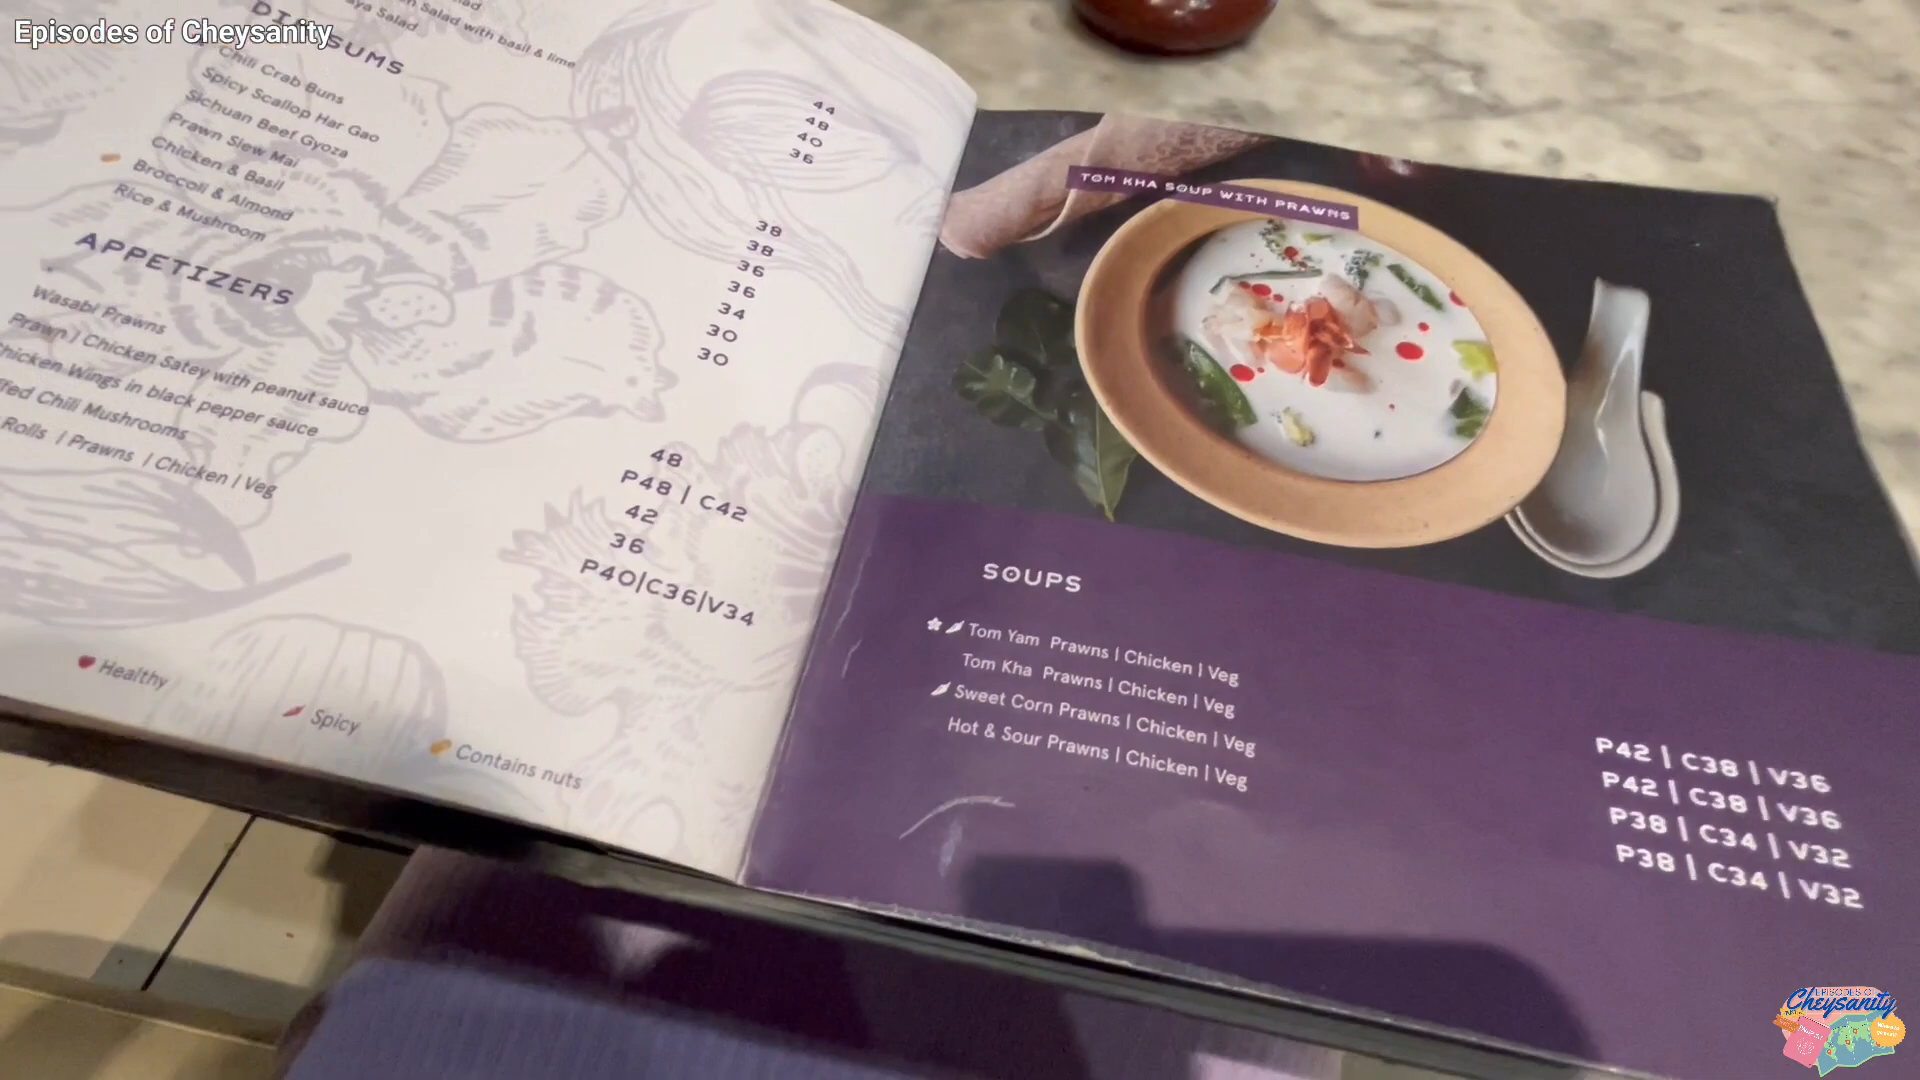 Episodes of Cheysanity
Salad with basil & lime
Salad
DIMSUMS
Chili Crab Buns
Spicy Scallop Har Gao
Sichuan Beef Gyoza
Prawn Siew Mai
Chicken & Basil
Broccoli & Almond
Rice & Mushroom
44
48
40
36
38
38
36
36
34
30
30
APPETIZERS
Wasabi Prawns
Prawn | Chicken Satey with peanut sauce
Chicken Wings in black pepper sauce
Chili Mushrooms
Rolls | Prawns | Chicken | Veg
48
P48 | C42
42
36
P40|C36|V34
Healthy
Spicy
Contains nuts
TOM KHA SOUP WITH PRAWNS
SOUPS
Tom Yam Prawns | Chicken | Veg
Tom Kha Prawns | Chicken | Veg
Sweet Corn Prawns | Chicken | Veg
Hot & Sour Prawns | Chicken | Veg
P42 | C38 | V36
P42 | C38 | V36
P38 | C34 | V32
P38 | C34 | V32
EPISODES OF
Cheysanity